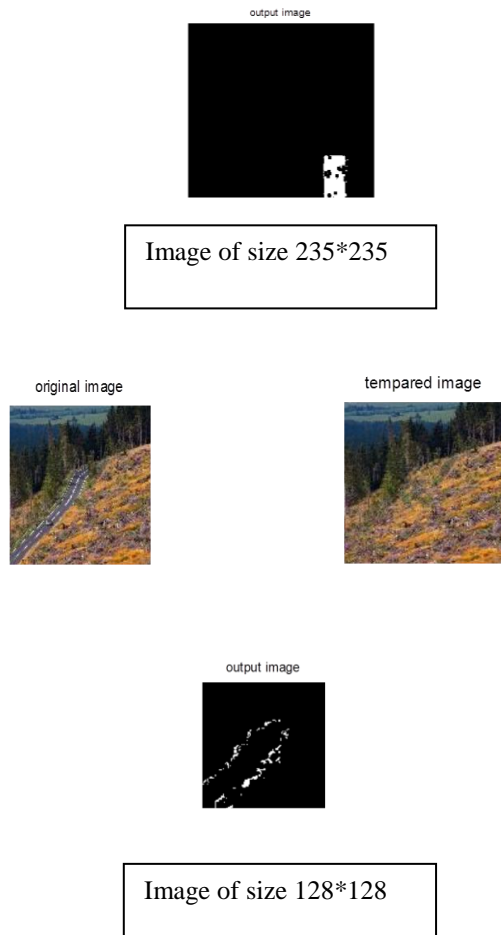 output image
Image of size 235*235
original image
tempared image
output image
Image of size 128*128